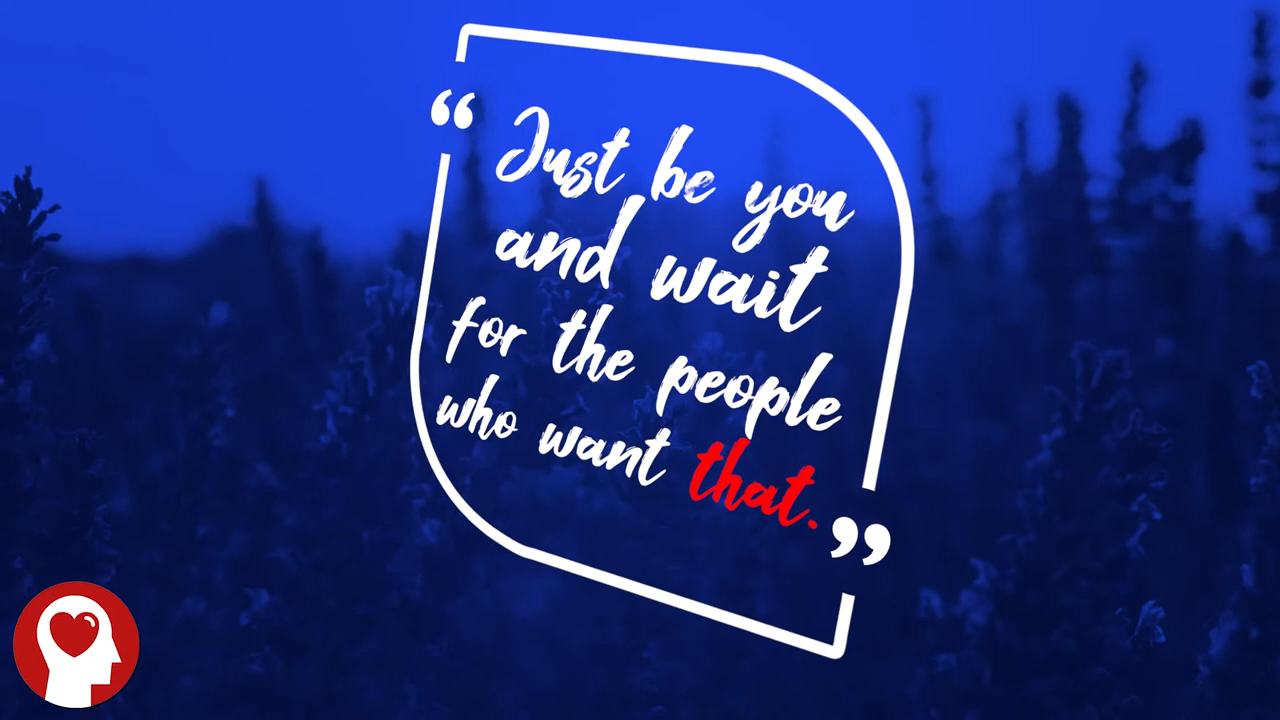 “Just be you
and wait
for the people
who want that.”